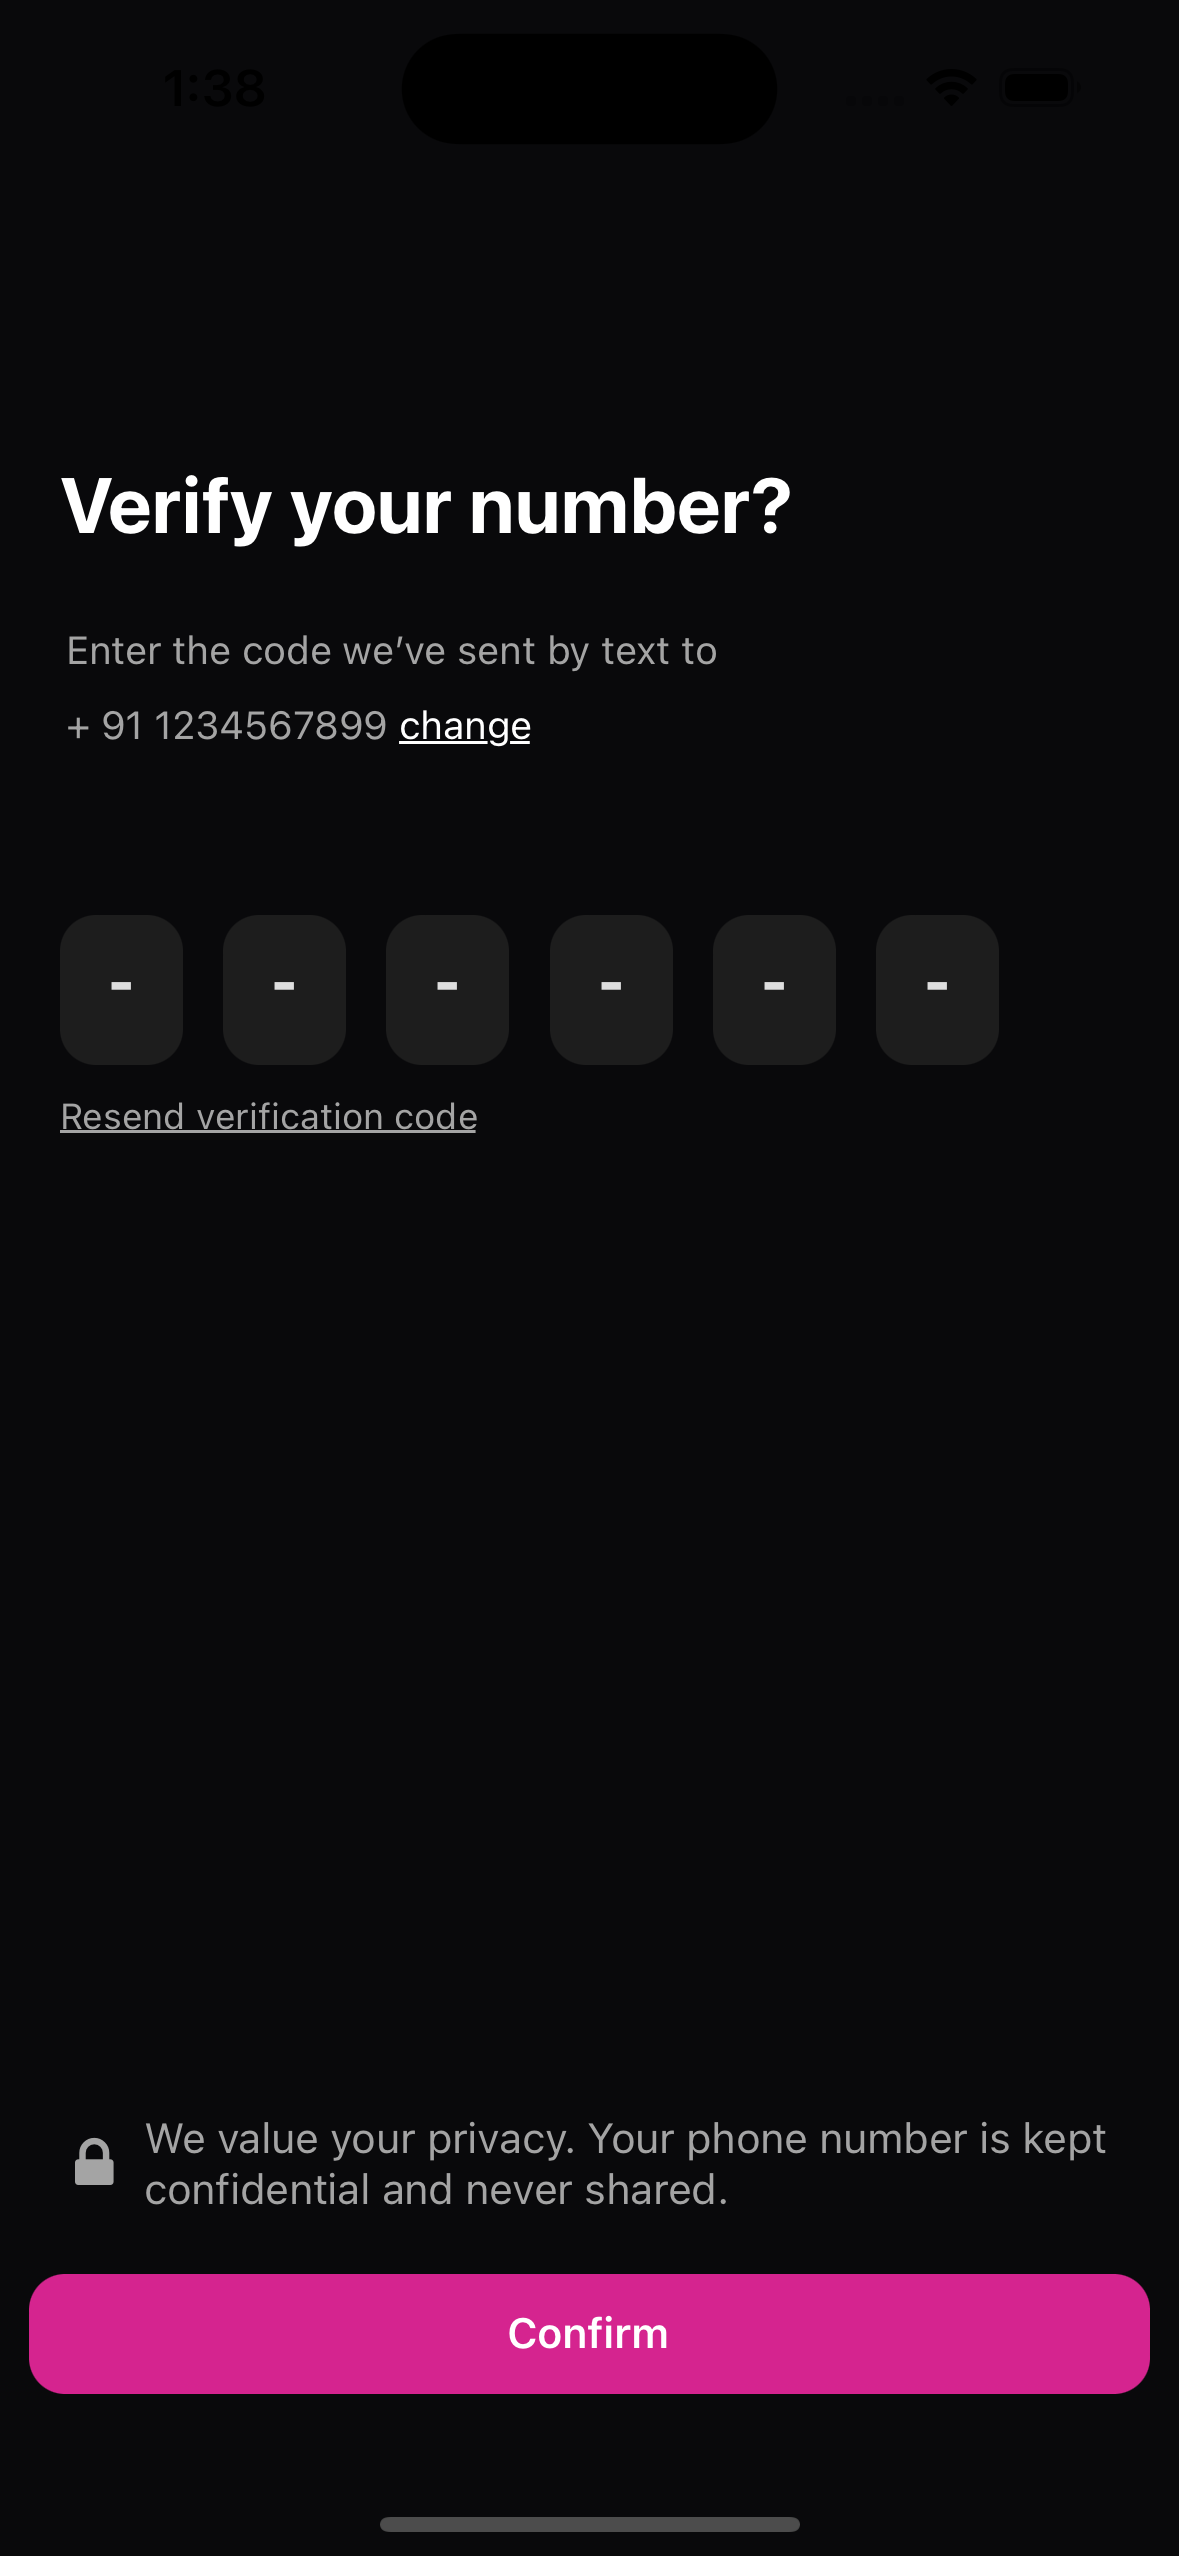 1:38
Verify your number?
Enter the code we’ve sent by text to
+ 91 1234567899 change
- - - - - -
Resend verification code
We value your privacy. Your phone number is kept
confidential and never shared.
Confirm